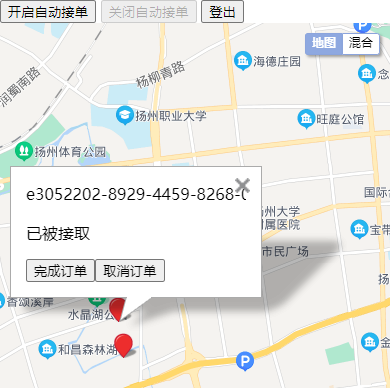 开启自动接单 关闭自动接单 登出
海德庄园
地图 混合
杨柳青路
念
润蜀南路
扬州职业大学
旺庭公馆
扬州体育公园
e3052202-8929-4459-8268-0
国际
已被接取
州大学
附属医院
宝带
市民广场
完成订单 取消订单
香颂溪岸
水晶湖公
和昌森林湖
金